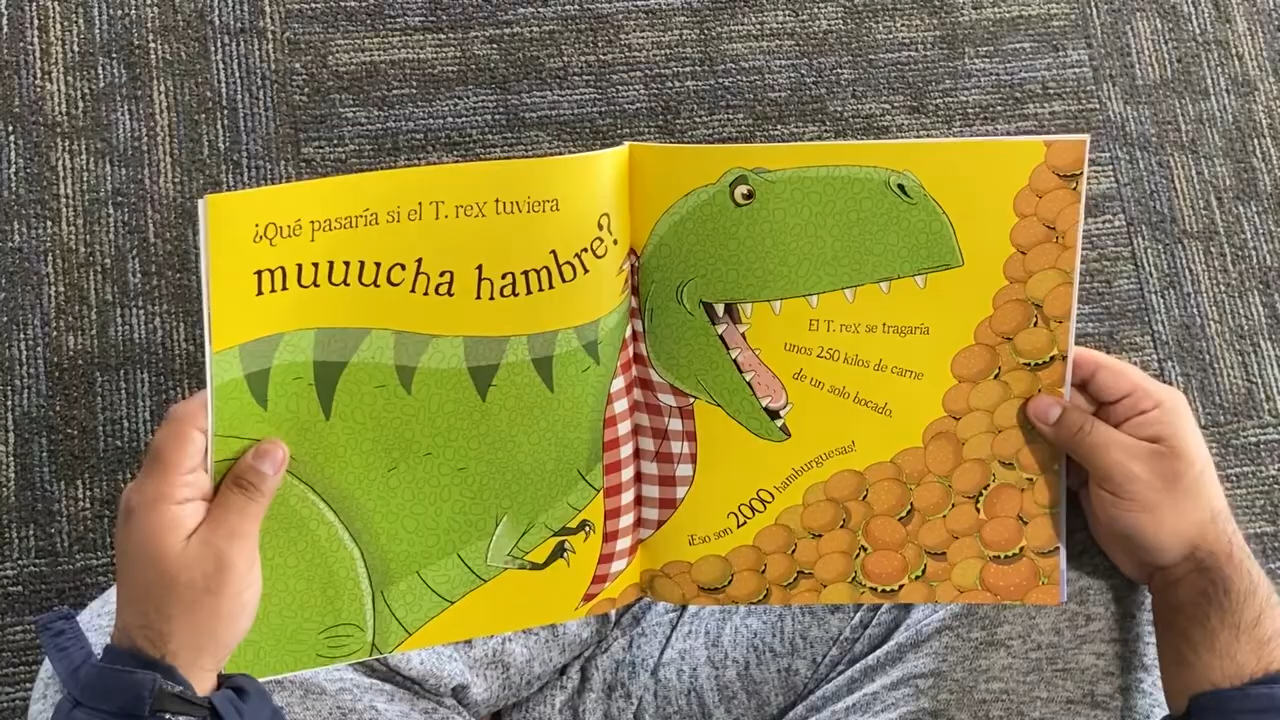 ¿Qué pasaría si el T. rex tuviera
muuucha hambre?
El T. rex se tragaría
unos 250 kilos de carne
de un solo bocado.
¡Eso son 2000 hamburguesas!